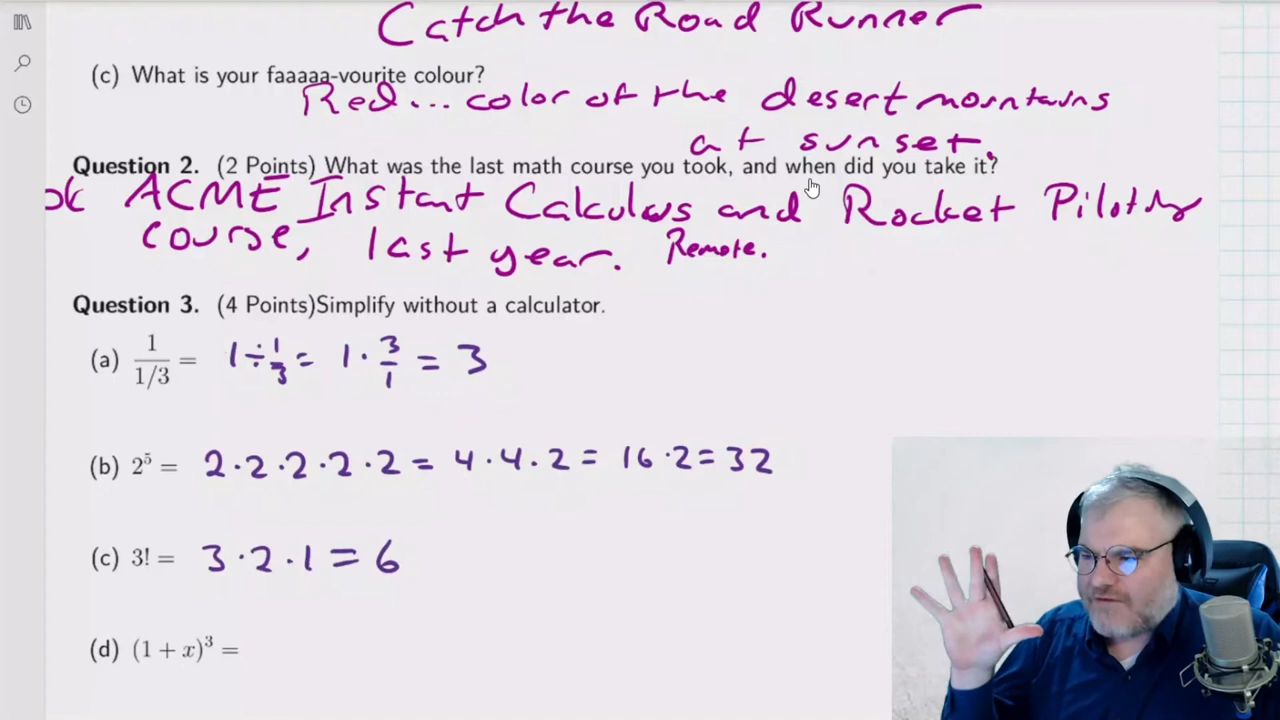 Catch the Road Runner
(c) What is your faaaaa-vourite colour?
Red... color of the desert mountains
at sunset.
Question 2. (2 Points) What was the last math course you took, and when did you take it?
ACME Instant Calculus and Rocket Piloting
course, last year. Remote.
Question 3. (4 Points)Simplify without a calculator.
(a) 1/(1/3) = 1 ÷ 1/3 = 1 · 3/1 = 3
(b) 2⁵ = 2 · 2 · 2 · 2 · 2 = 4 · 4 · 2 = 16 · 2 = 32
(c) 3! = 3 · 2 · 1 = 6
(d) (1 + x)³ =